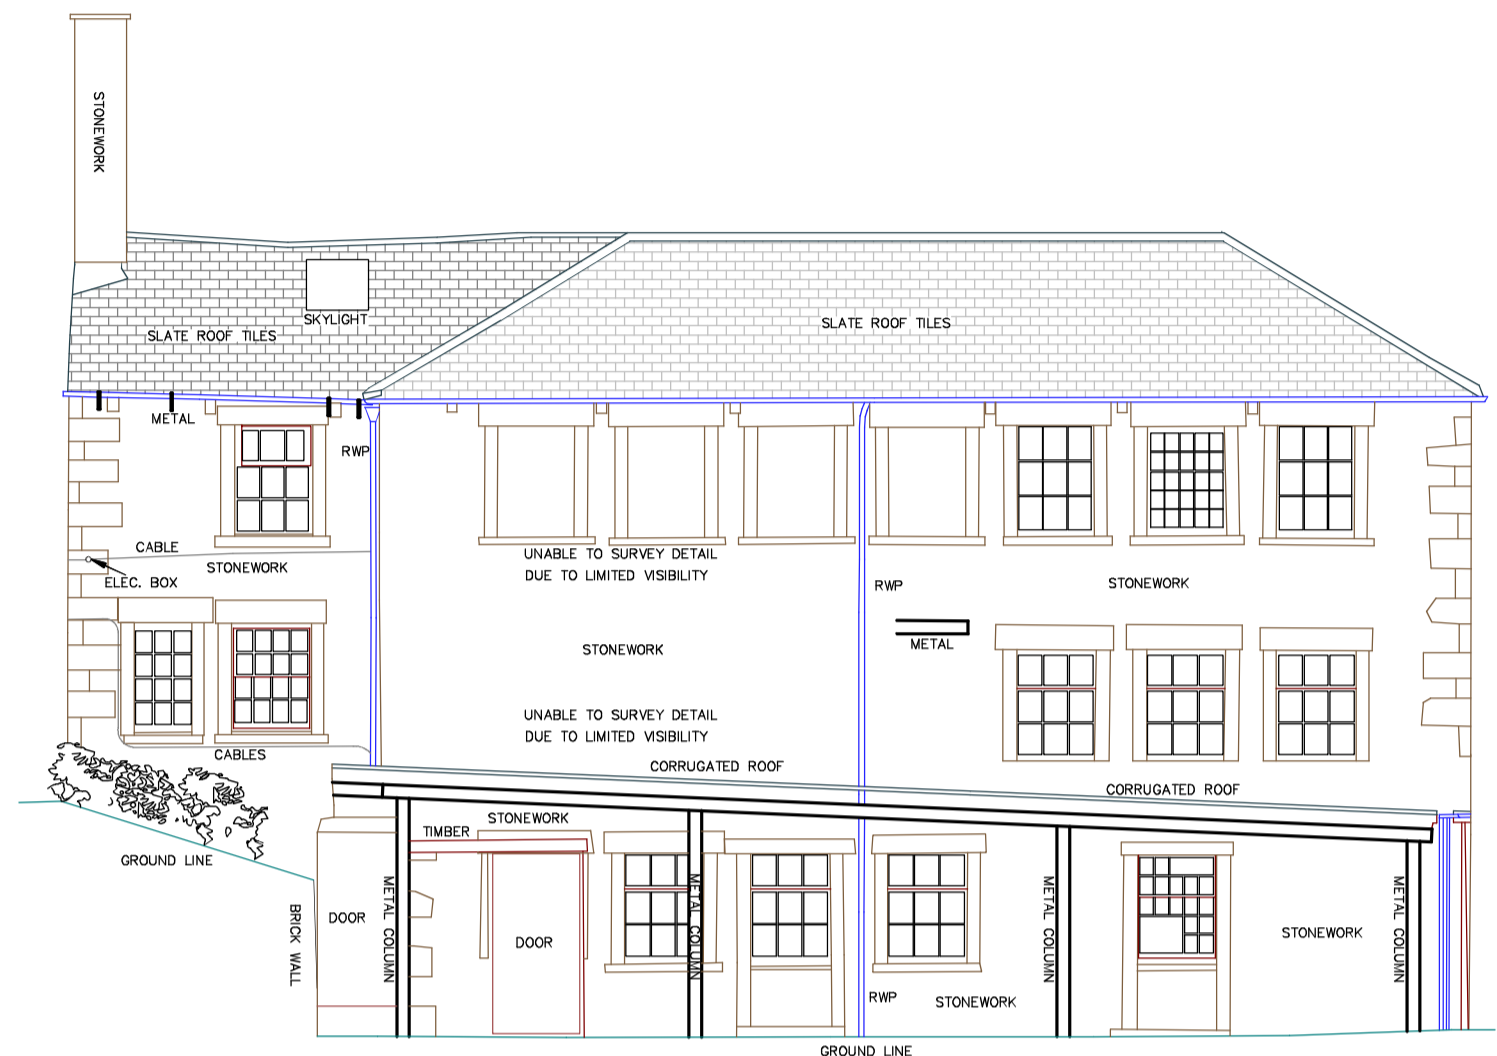 STONEWORK
SKYLIGHT
SLATE ROOF TILES
SLATE ROOF TILES
METAL
RWP
CABLE
STONEWORK
ELEC. BOX
UNABLE TO SURVEY DETAIL
DUE TO LIMITED VISIBILITY
RWP
STONEWORK
STONEWORK
METAL
UNABLE TO SURVEY DETAIL
DUE TO LIMITED VISIBILITY
CABLES
CORRUGATED ROOF
CORRUGATED ROOF
STONEWORK
TIMBER
GROUND LINE
BRICK WALL
DOOR
METAL COLUMN
DOOR
METAL COLUMN
METAL COLUMN
STONEWORK
METAL COLUMN
RWP
STONEWORK
GROUND LINE